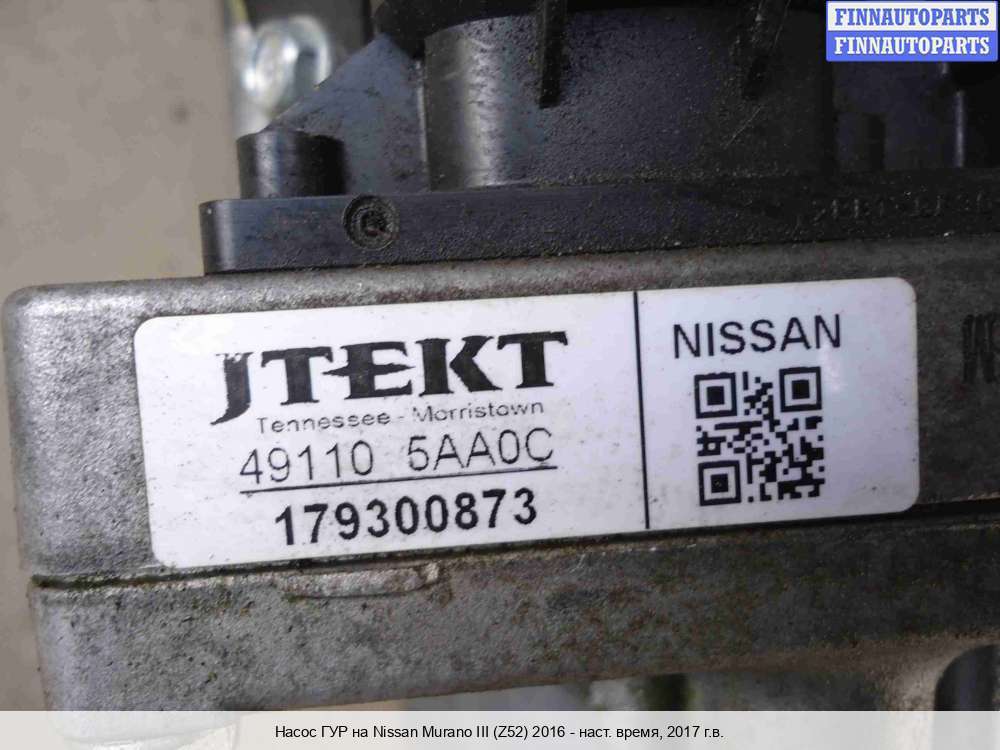 FINNAUTOPARTS
FINNAUTOPARTS
JTEKT
Tennessee - Morristown
49110 5AA0C
179300873
NISSAN
Насос ГУР на Nissan Murano III (Z52) 2016 - наст. время, 2017 г.в.